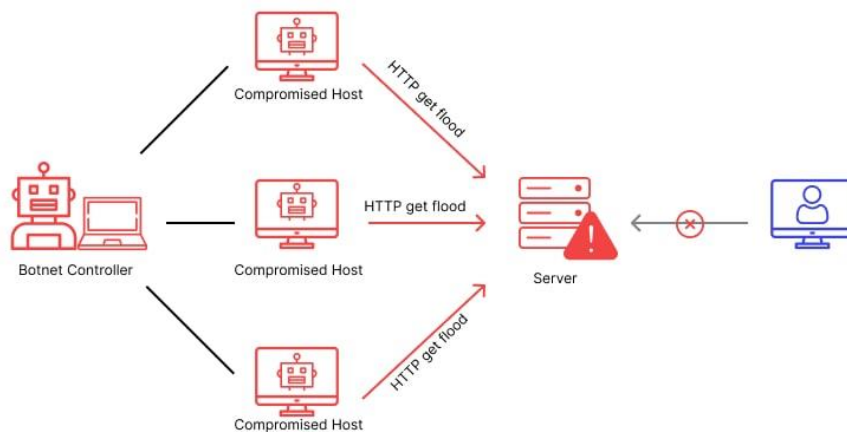 Compromised Host
HTTP get flood
Botnet Controller
Compromised Host
HTTP get flood
Server
Compromised Host
HTTP get flood